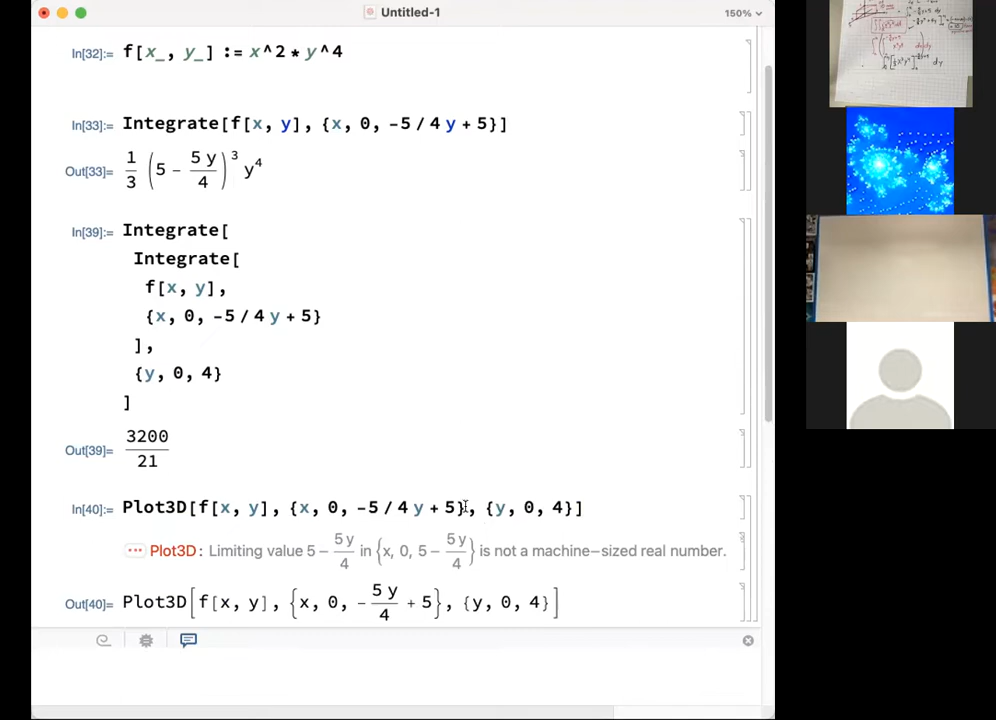 Untitled-1
150%
In[32]:= f[x_, y_] := x^2 * y^4
In[33]:= Integrate[f[x, y], {x, 0, -5 / 4 y + 5}]
Out[33]= 1/3 (5 - 5 y/4)^3 y^4
In[39]:= Integrate[
Integrate[
f[x, y],
{x, 0, -5 / 4 y + 5}
],
{y, 0, 4}
]
Out[39]= 3200/21
In[40]:= Plot3D[f[x, y], {x, 0, -5 / 4 y + 5}, {y, 0, 4}]
... Plot3D : Limiting value 5 - 5y/4 in {x, 0, 5 - 5y/4} is not a machine-sized real number.
Out[40]= Plot3D[f[x, y], {x, 0, - 5 y/4 + 5}, {y, 0, 4}]